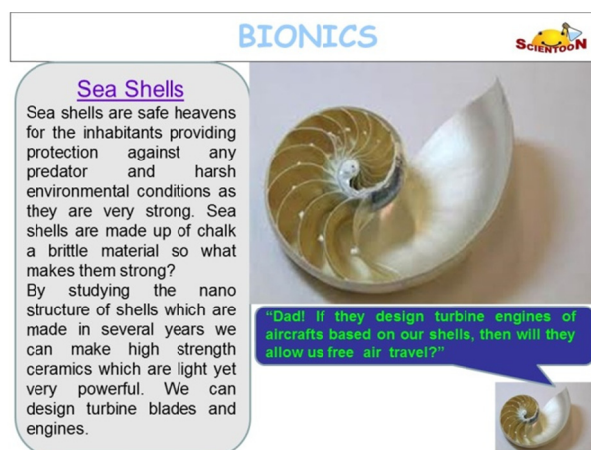 BIONICS
SCIENTOON
Sea Shells
Sea shells are safe heavens
for the inhabitants providing
protection against any
predator and harsh
environmental conditions as
they are very strong. Sea
shells are made up of chalk
a brittle material so what
makes them strong?
By studying the nano
structure of shells which are
made in several years we
can make high strength
ceramics which are light yet
very powerful. We can
design turbine blades and
engines.
“Dad! If they design turbine engines of
aircrafts based on our shells, then will they
allow us free air travel?”